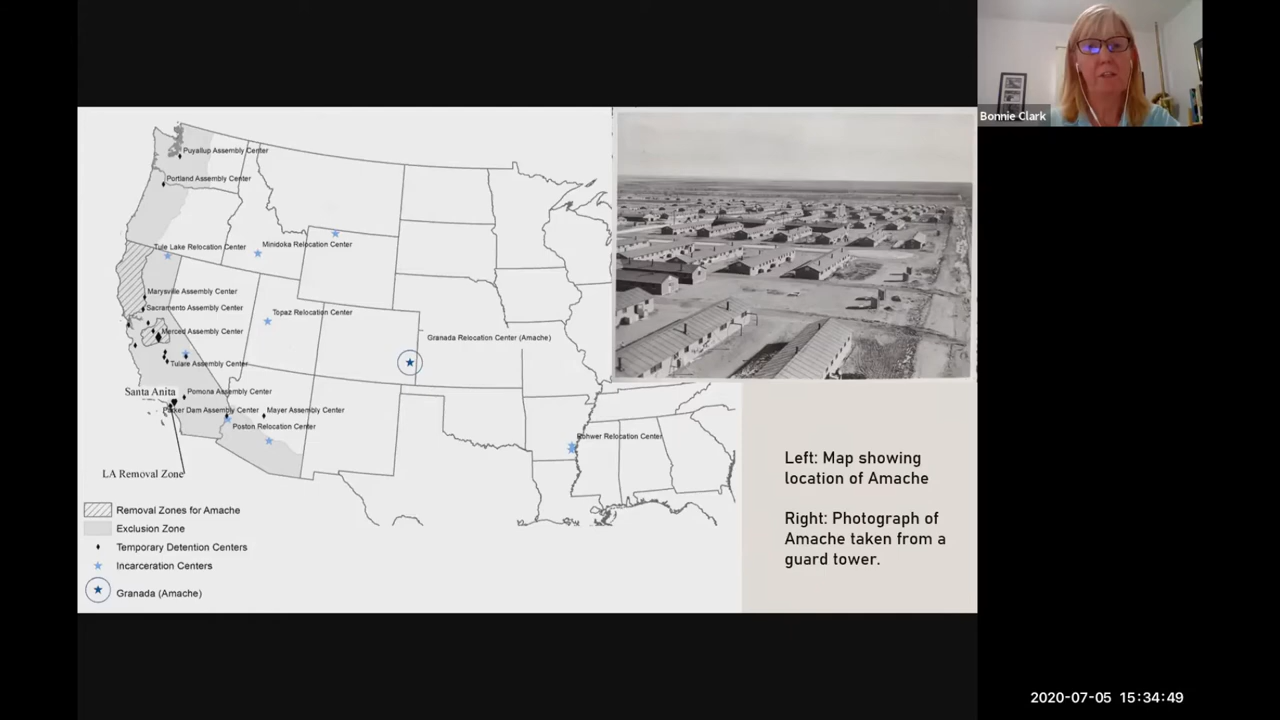 Bonnie Clark
Puyallup Assembly Center
Portland Assembly Center
Tule Lake Relocation Center
Minidoka Relocation Center
Marysville Assembly Center
Sacramento Assembly Center
Topaz Relocation Center
Merced Assembly Center
Granada Relocation Center (Amache)
Tulare Assembly Center
Santa Anita
Pomona Assembly Center
Parker Dam Assembly Center
Mayer Assembly Center
Poston Relocation Center
Rohwer Relocation Center
LA Removal Zone
Removal Zones for Amache
Exclusion Zone
Temporary Detention Centers
Incarceration Centers
Granada (Amache)
Left: Map showing
location of Amache
Right: Photograph of
Amache taken from a
guard tower.
2020-07-05 15:34:49